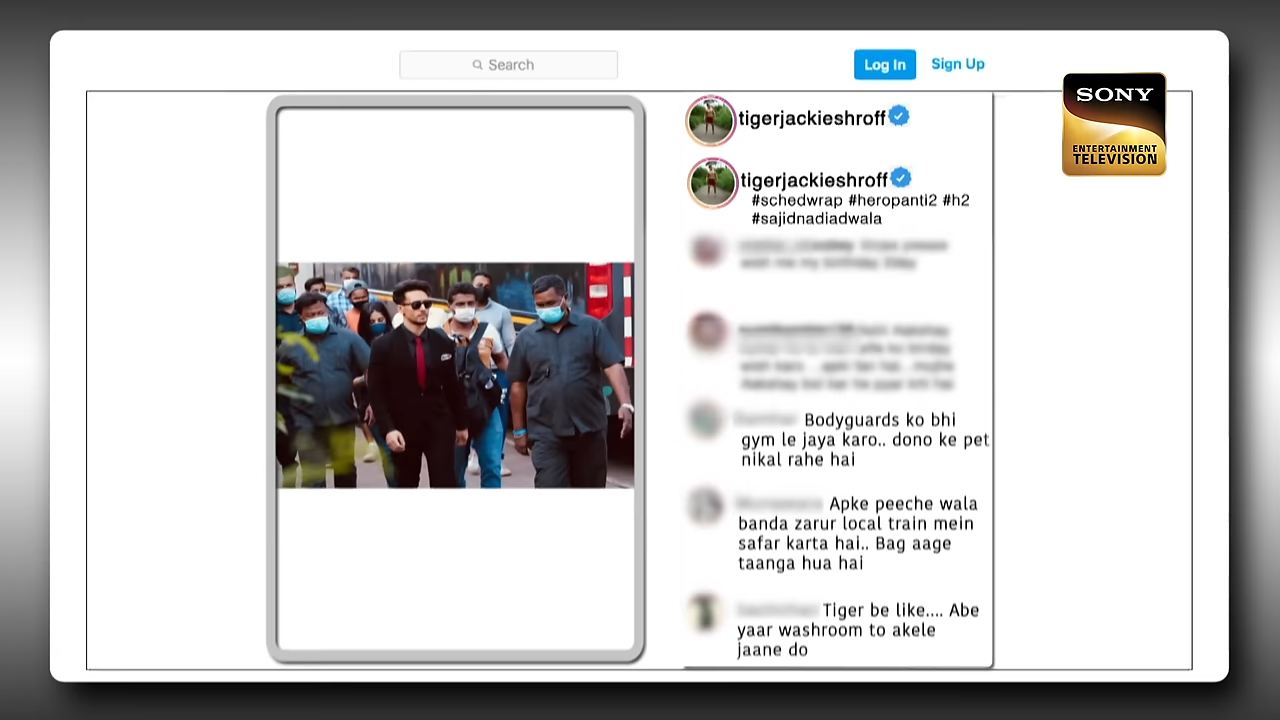 Search
Log In
Sign Up
SONY
ENTERTAINMENT
TELEVISION
tigerjackieshroff
tigerjackieshroff
#schedwrap #heropanti2 #h2
#sajidnadiadwala
Bodyguards ko bhi
gym le jaya karo.. dono ke pet
nikal rahe hai
Apke peeche wala
banda zarur local train mein
safar karta hai.. Bag aage
taanga hua hai
Tiger be like.... Abe
yaar washroom to akele
jaane do